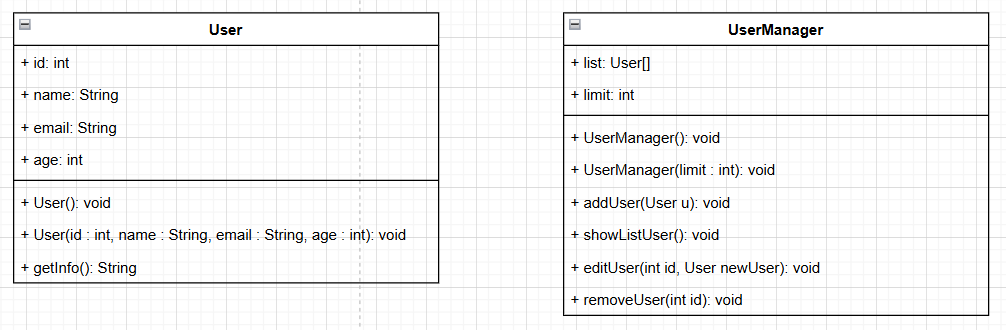 User
+ id: int
+ name: String
+ email: String
+ age: int
+ User(): void
+ User(id : int, name : String, email : String, age : int): void
+ getInfo(): String
UserManager
+ list: User[]
+ limit: int
+ UserManager(): void
+ UserManager(limit : int): void
+ addUser(User u): void
+ showListUser(): void
+ editUser(int id, User newUser): void
+ removeUser(int id): void